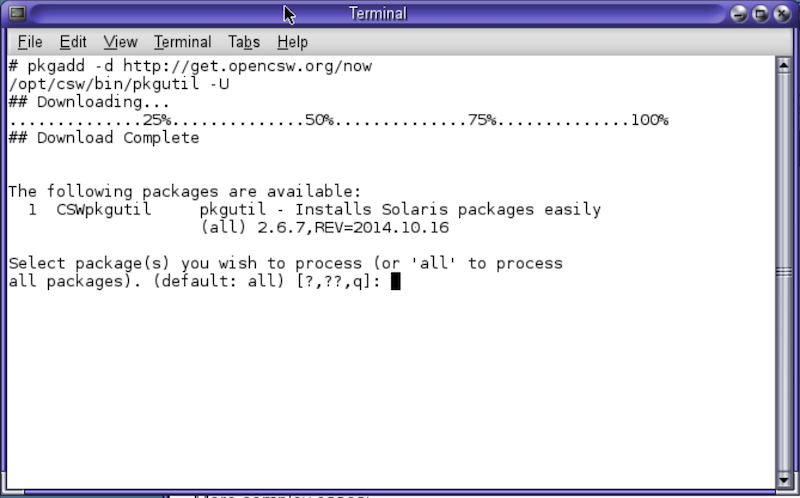 Terminal
File Edit View Terminal Tabs Help
# pkgadd -d http://get.opencsw.org/now
/opt/csw/bin/pkgutil -U
## Downloading...
..............25%..............50%..............75%..............100%
## Download Complete
The following packages are available:
1 CSWpkgutil pkgutil - Installs Solaris packages easily
(all) 2.6.7,REV=2014.10.16
Select package(s) you wish to process (or 'all' to process
all packages). (default: all) [?,??,q]: